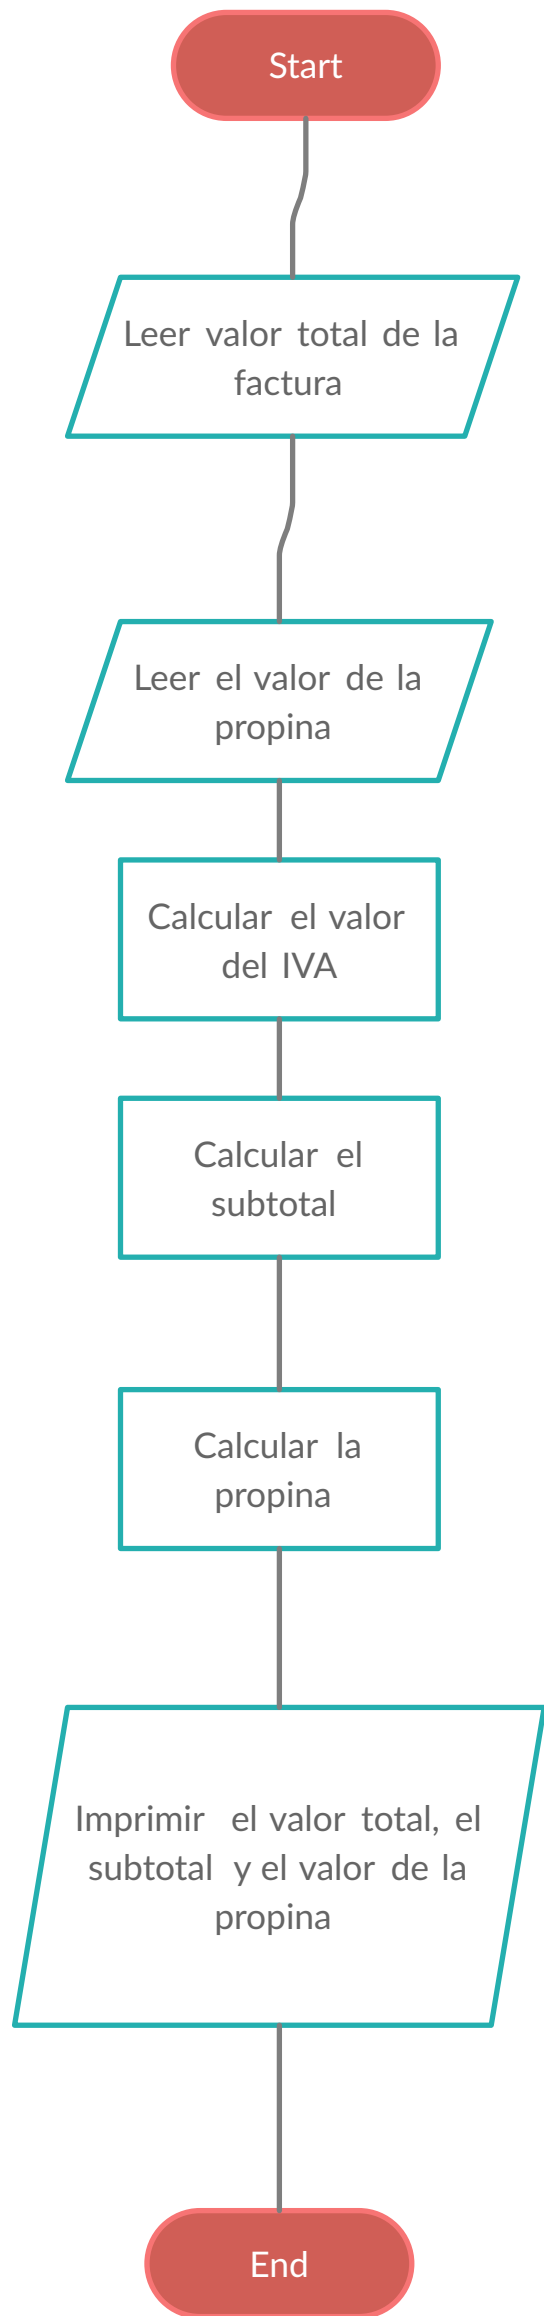 Start
Leer valor total de la
factura
Leer el valor de la
propina
Calcular el valor
del IVA
Calcular el
subtotal
Calcular la
propina
Imprimir el valor total, el
subtotal y el valor de la
propina
End